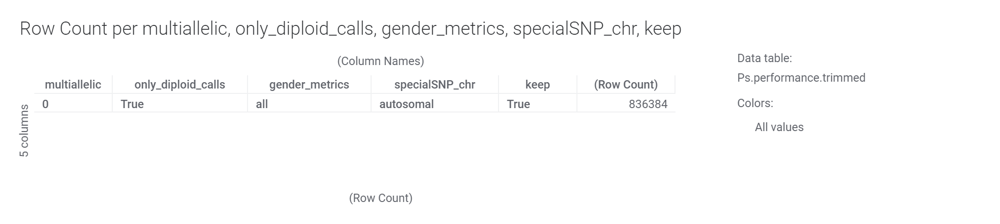 Row Count per multiallelic, only_diploid_calls, gender_metrics, specialSNP_chr, keep
(Column Names)
multiallelic only_diploid_calls gender_metrics specialSNP_chr keep (Row Count)
0 True all autosomal True 836384
5 columns
(Row Count)
Data table:
Ps.performance.trimmed
Colors:
All values